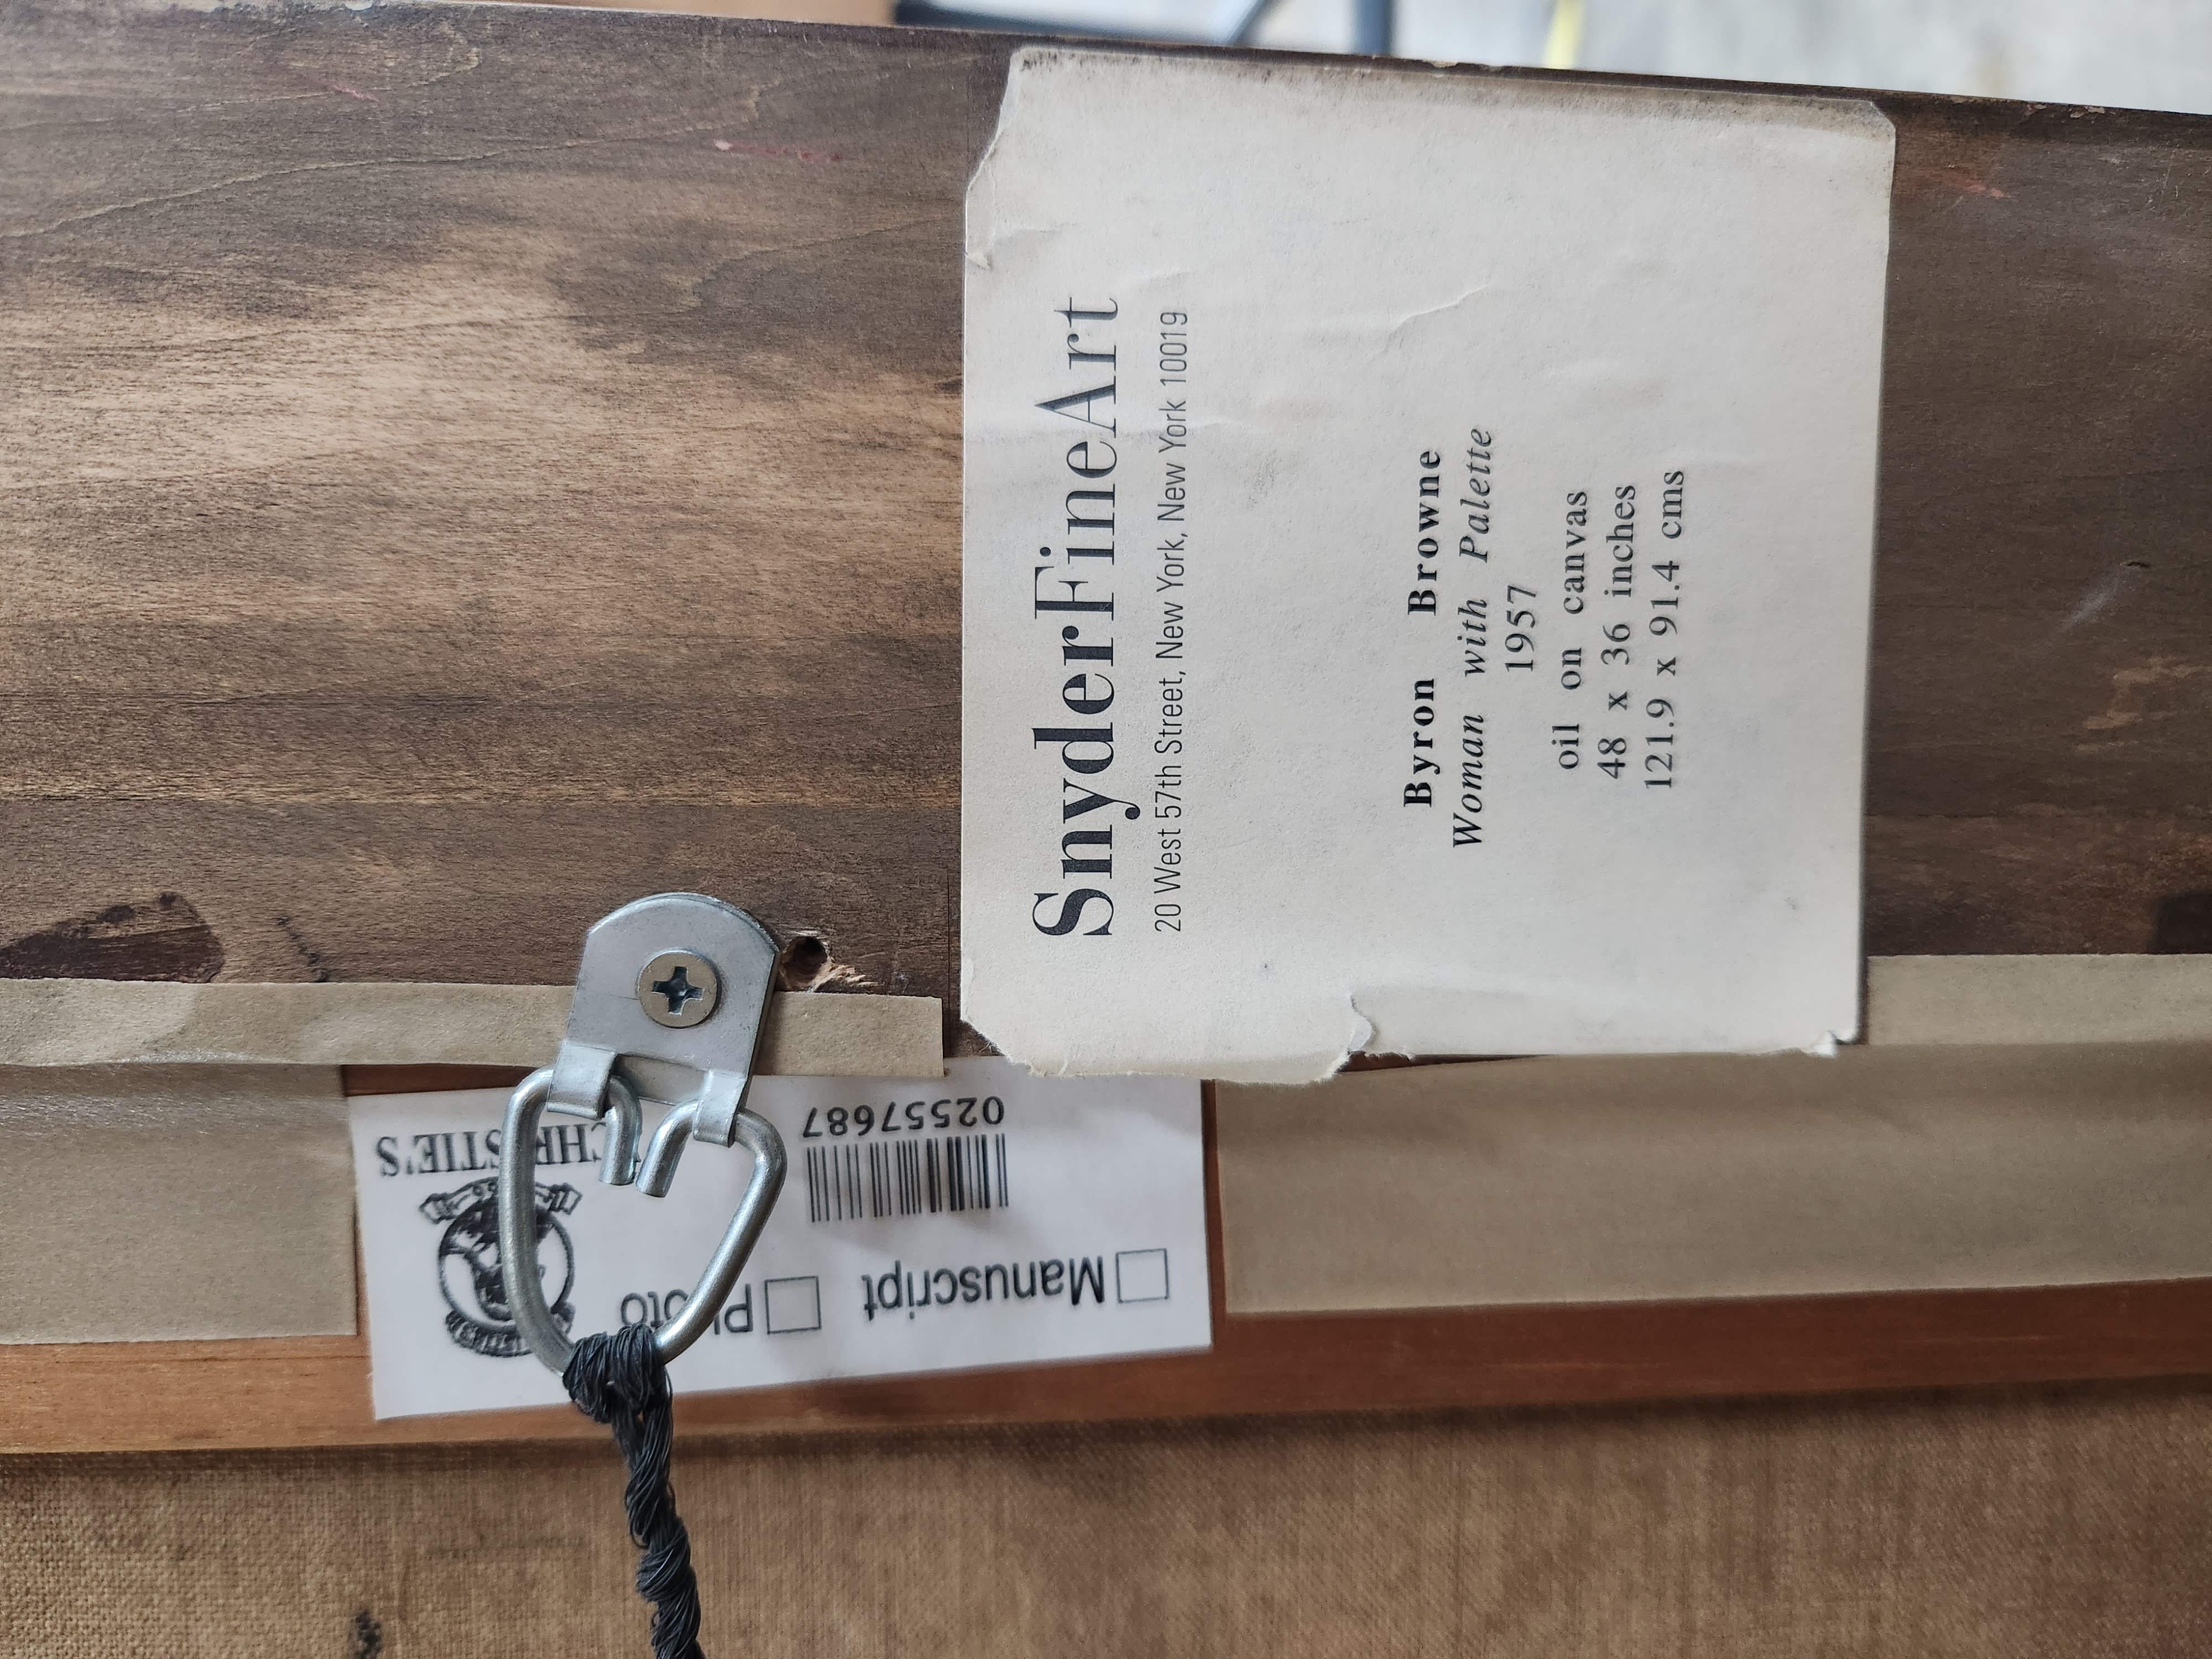 SnyderFineArt
20 West 57th Street, New York, New York 10019
Byron Browne
Woman with Palette
1957
oil on canvas
48 x 36 inches
121.9 x 91.4 cms
Manuscript
02557687
CHRISTIE'S